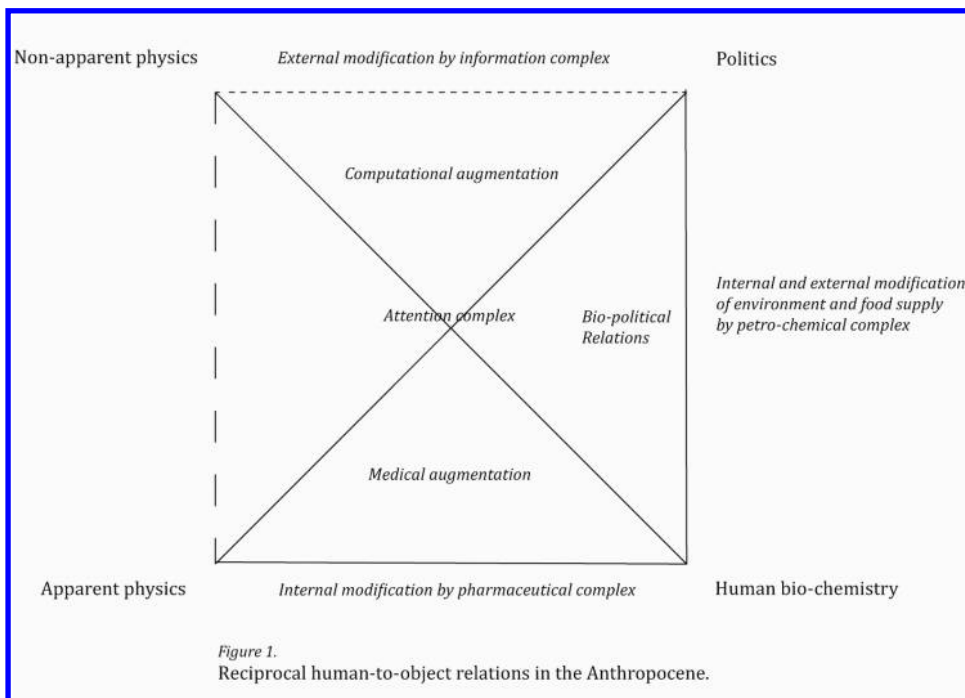 Non-apparent physics
External modification by information complex
Politics
Computational augmentation
Internal and external modification
of environment and food supply
by petro-chemical complex
Attention complex
Bio-political
Relations
Medical augmentation
Apparent physics
Internal modification by pharmaceutical complex
Human bio-chemistry
Figure 1.
Reciprocal human-to-object relations in the Anthropocene.